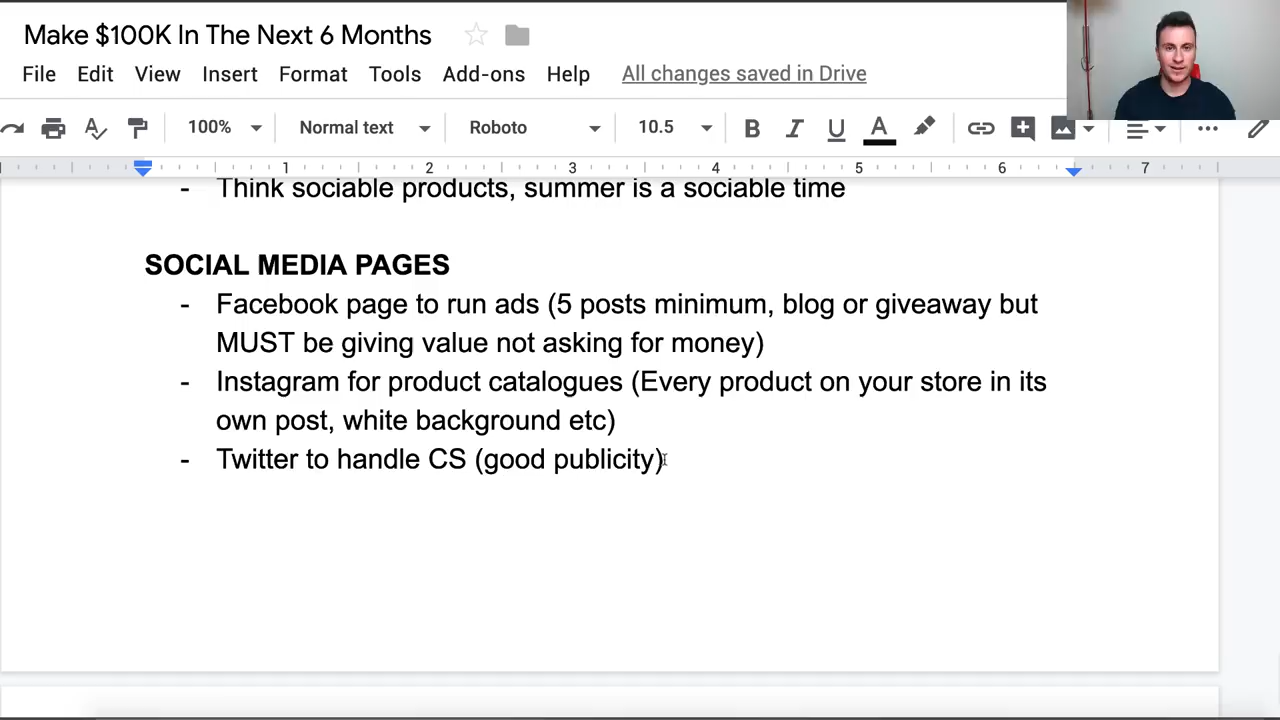 Make $100K In The Next 6 Months
File Edit View Insert Format Tools Add-ons Help All changes saved in Drive
100% Normal text Roboto 10.5 B I U A
1 2 3 4 5 6 7
- Think sociable products, summer is a sociable time
SOCIAL MEDIA PAGES
- Facebook page to run ads (5 posts minimum, blog or giveaway but
MUST be giving value not asking for money)
- Instagram for product catalogues (Every product on your store in its
own post, white background etc)
- Twitter to handle CS (good publicity)